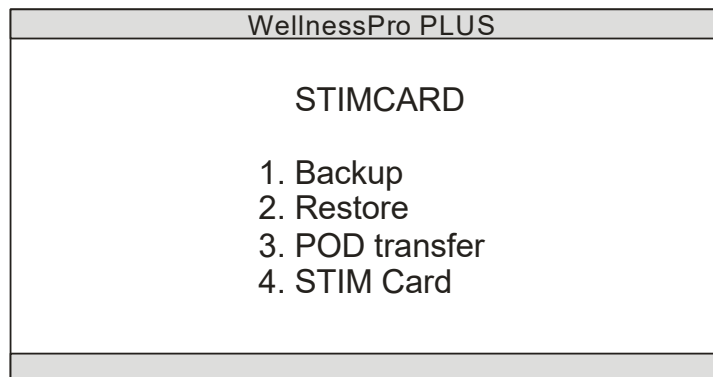 WellnessPro PLUS
STIMCARD
1. Backup
2. Restore
3. POD transfer
4. STIM Card